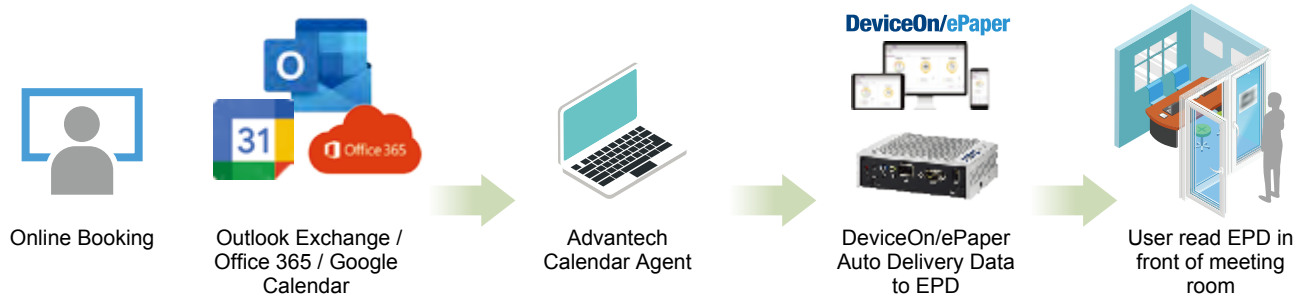 DeviceOn/ePaper
O
31
Office 365
Online Booking
Outlook Exchange /
Office 365 / Google
Calendar
Advantech
Calendar Agent
DeviceOn/ePaper
Auto Delivery Data
to EPD
User read EPD in
front of meeting
room